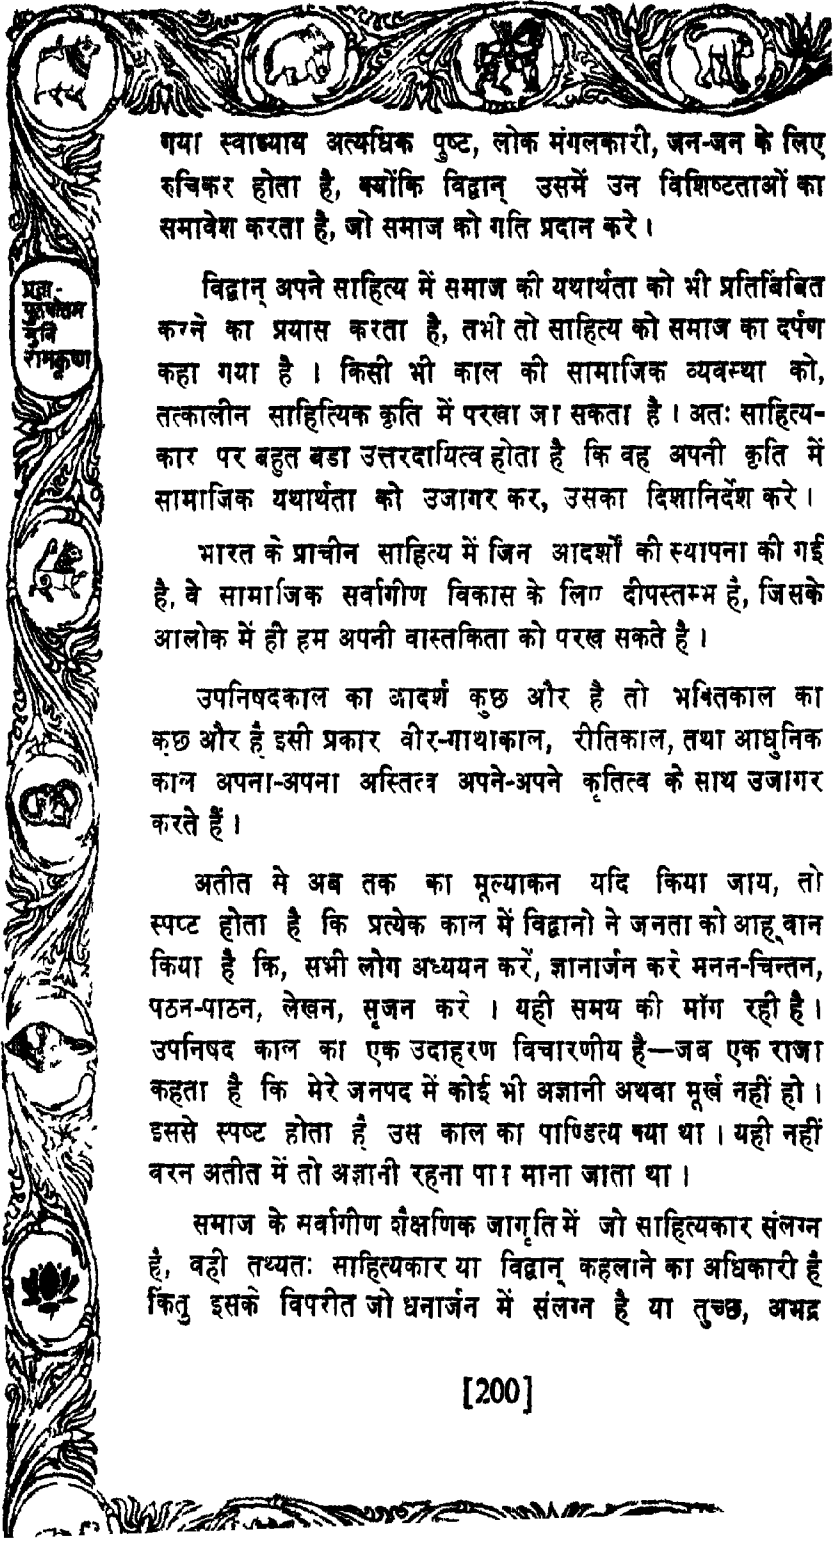 गया स्वाध्याय अत्यधिक पुष्ट, लोक मंगलकारी, जन-जन के लिए
रुचिकर होता है, क्योंकि विद्वान् उसमें उन विशिष्टताओं का
समावेश करता है, जो समाज को गति प्रदान करे।
प्रज्ञा-
पुरुषोत्तम
मुनि
रामकृष्ण
विद्वान् अपने साहित्य में समाज की यथार्थता को भी प्रतिबिंबित
करने का प्रयास करता है, तभी तो साहित्य को समाज का दर्पण
कहा गया है । किसी भी काल की सामाजिक व्यवस्था को,
तत्कालीन साहित्यिक कृति में परखा जा सकता है । अतः साहित्य-
कार पर बहुत बडा उत्तरदायित्व होता है कि वह अपनी कृति में
सामाजिक यथार्थता को उजागर कर, उसका दिशानिर्देश करे ।
भारत के प्राचीन साहित्य में जिन आदर्शों की स्थापना की गई
है, वे सामाजिक सर्वागीण विकास के लिए दीपस्तम्भ है, जिसके
आलोक में ही हम अपनी वास्तकिता को परख सकते है ।
उपनिषदकाल का आदर्श कुछ और है तो भक्तिकाल का
कुछ और है इसी प्रकार वीर-गाथाकाल, रीतिकाल, तथा आधुनिक
काल अपना-अपना अस्तित्व अपने-अपने कृतित्व के साथ उजागर
करते हैं ।
अतीत से अब तक का मूल्याकन यदि किया जाय, तो
स्पष्ट होता है कि प्रत्येक काल में विद्वानो ने जनता को आह्वान
किया है कि, सभी लोग अध्ययन करें, ज्ञानार्जन करे मनन-चिन्तन,
पठन-पाठन, लेखन, सृजन करे । यही समय की मॉग रही है ।
उपनिषद काल का एक उदाहरण विचारणीय है—जब एक राजा
कहता है कि मेरे जनपद में कोई भी अज्ञानी अथवा मूर्ख नहीं हो ।
इससे स्पष्ट होता है उस काल का पाण्डित्य क्या था । यही नहीं
वरन अतीत में तो अज्ञानी रहना पाप माना जाता था ।
समाज के सर्वागीण शैक्षणिक जागृति में जो साहित्यकार संलग्न
है, वही तथ्यतः साहित्यकार या विद्वान् कहलाने का अधिकारी है
किंतु इसके विपरीत जो धनार्जन में संलग्न है या तुच्छ, अभद्र
[200]